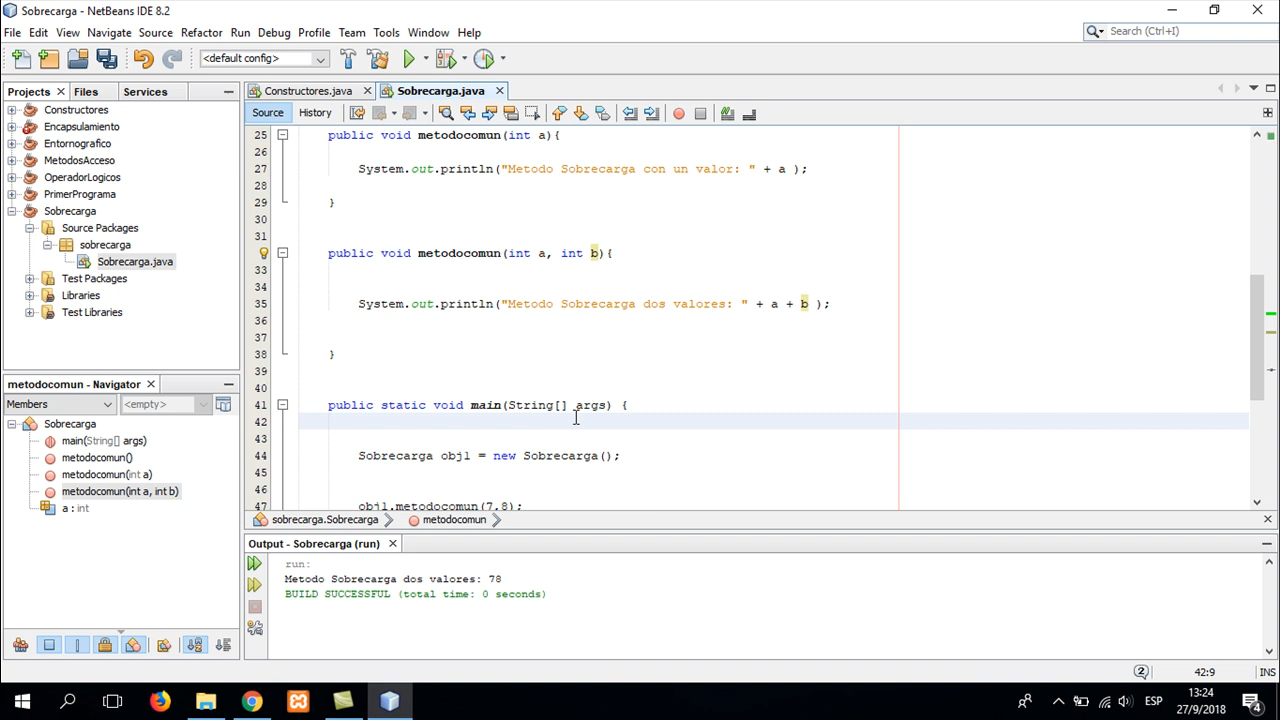 Sobrecarga - NetBeans IDE 8.2
File Edit View Navigate Source Refactor Run Debug Profile Team Tools Window Help
Search (Ctrl+I)
<default config>
Projects Files Services
Constructores
Encapsulamiento
Entornografico
MetodosAcceso
OperadorLogicos
PrimerPrograma
Sobrecarga
Source Packages
sobrecarga
Sobrecarga.java
Test Packages
Libraries
Test Libraries
metodocomun - Navigator
Members <empty>
Sobrecarga
main(String[] args)
metodocomun()
metodocomun(int a)
metodocomun(int a, int b)
a : int
Constructores.java Sobrecarga.java
Source History
25 public void metodocomun(int a){
26
27 System.out.println("Metodo Sobrecarga con un valor: " + a );
28
29 }
30
31
public void metodocomun(int a, int b){
33
34
35 System.out.println("Metodo Sobrecarga dos valores: " + a + b );
36
37
38 }
39
40
41 public static void main(String[] args) {
42
43
44 Sobrecarga obj1 = new Sobrecarga();
45
46
47 obj1.metodocomun(7,8);
sobrecarga.Sobrecarga metodocomun
Output - Sobrecarga (run)
run:
Metodo Sobrecarga dos valores: 78
BUILD SUCCESSFUL (total time: 0 seconds)
2 42:9 INS
ESP
13:24
27/9/2018
4